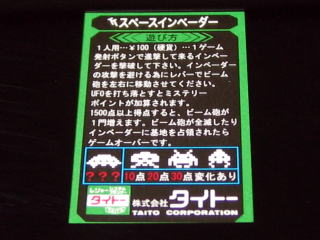 スペースインベーダー
遊び方
1人用…¥100(硬貨)…1ゲーム
発射ボタンで進撃して来るインベー
ダーを撃破して下さい。インベーダー
の攻撃を避ける為にレバーでビーム
砲を左右に移動させてください。
UFOを打ち落とすとミステリー
ポイントが加算されます。
1500点以上得点すると、ビーム砲が
1門増えます。ビーム砲が全滅したり
インベーダーに基地を占領されたら
ゲームオーバーです。
???10点20点30点変化あり
レジャー
タイトー
株式会社タイトー
TAITO CORPORATION